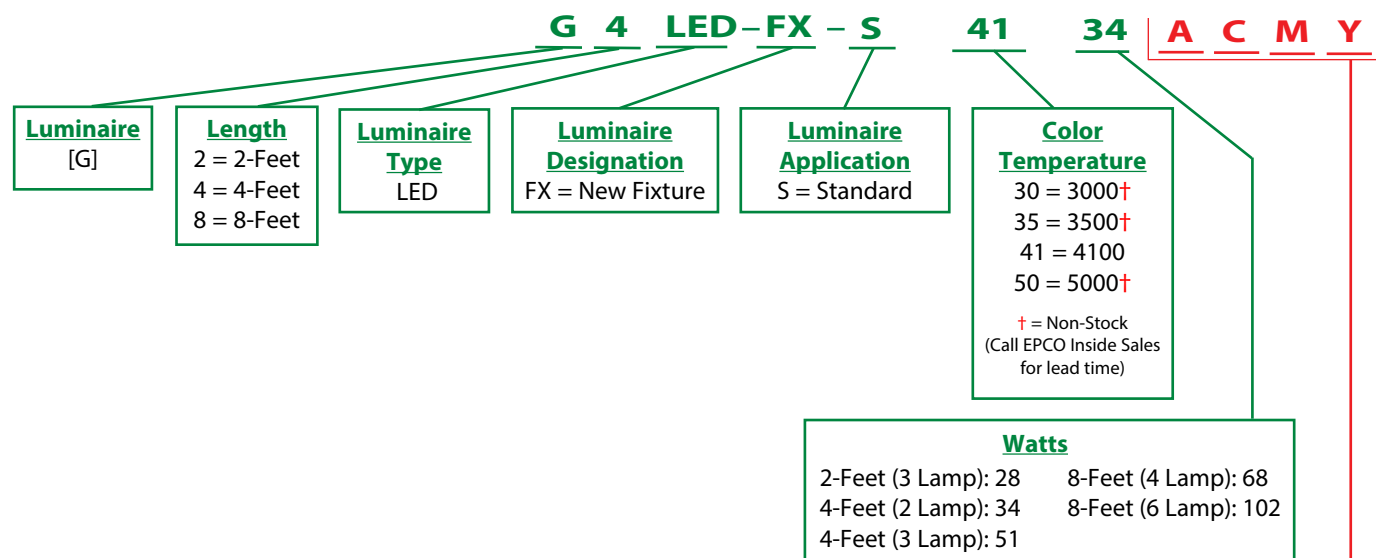 G 4 LED–FX–S 41 34 A C M Y
Luminaire
[G]
Length
2 = 2-Feet
4 = 4-Feet
8 = 8-Feet
Luminaire
Type
LED
Luminaire
Designation
FX = New Fixture
Luminaire
Application
S = Standard
Color
Temperature
30 = 3000†
35 = 3500†
41 = 4100
50 = 5000†
† = Non-Stock
(Call EPCO Inside Sales
for lead time)
Watts
2-Feet (3 Lamp): 28
4-Feet (2 Lamp): 34
4-Feet (3 Lamp): 51
8-Feet (4 Lamp): 68
8-Feet (6 Lamp): 102